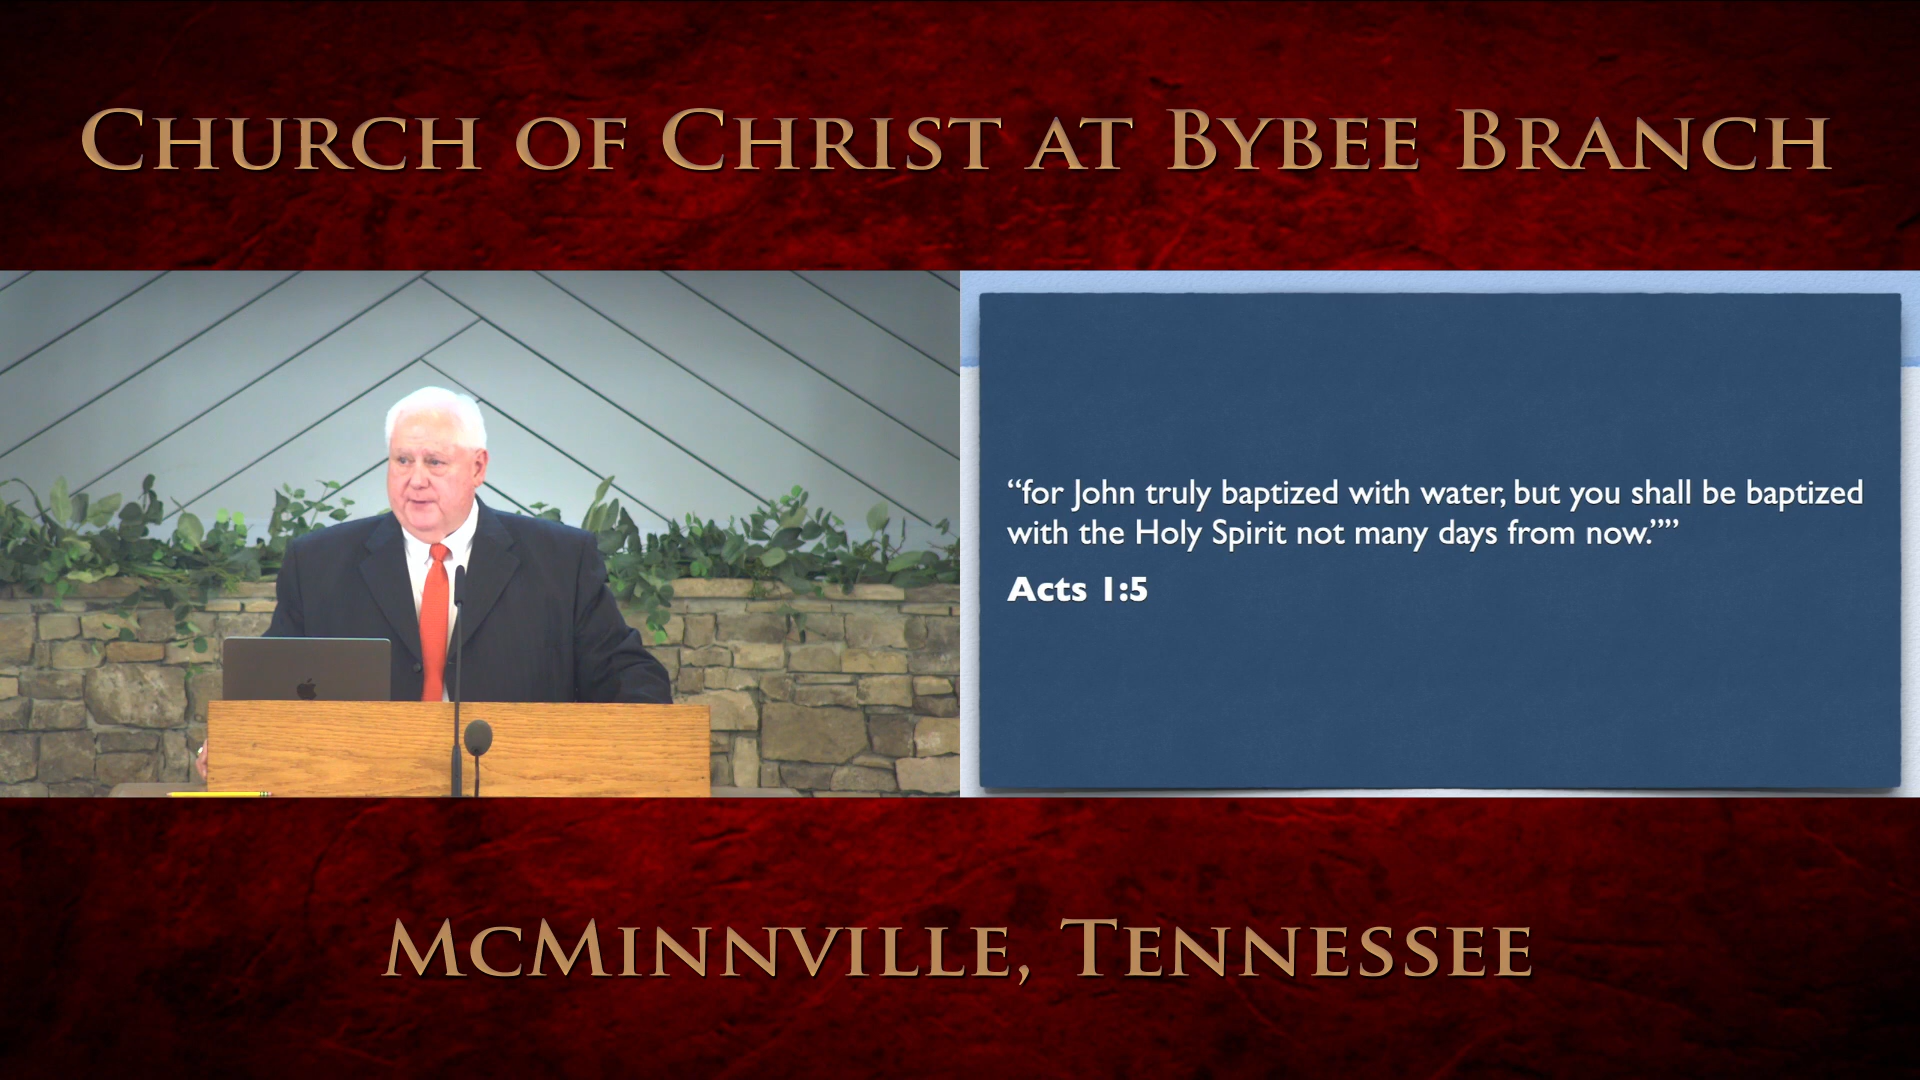 Church of Christ at Bybee Branch
“for John truly baptized with water, but you shall be baptized
with the Holy Spirit not many days from now.””
Acts 1:5
McMinnville, Tennessee